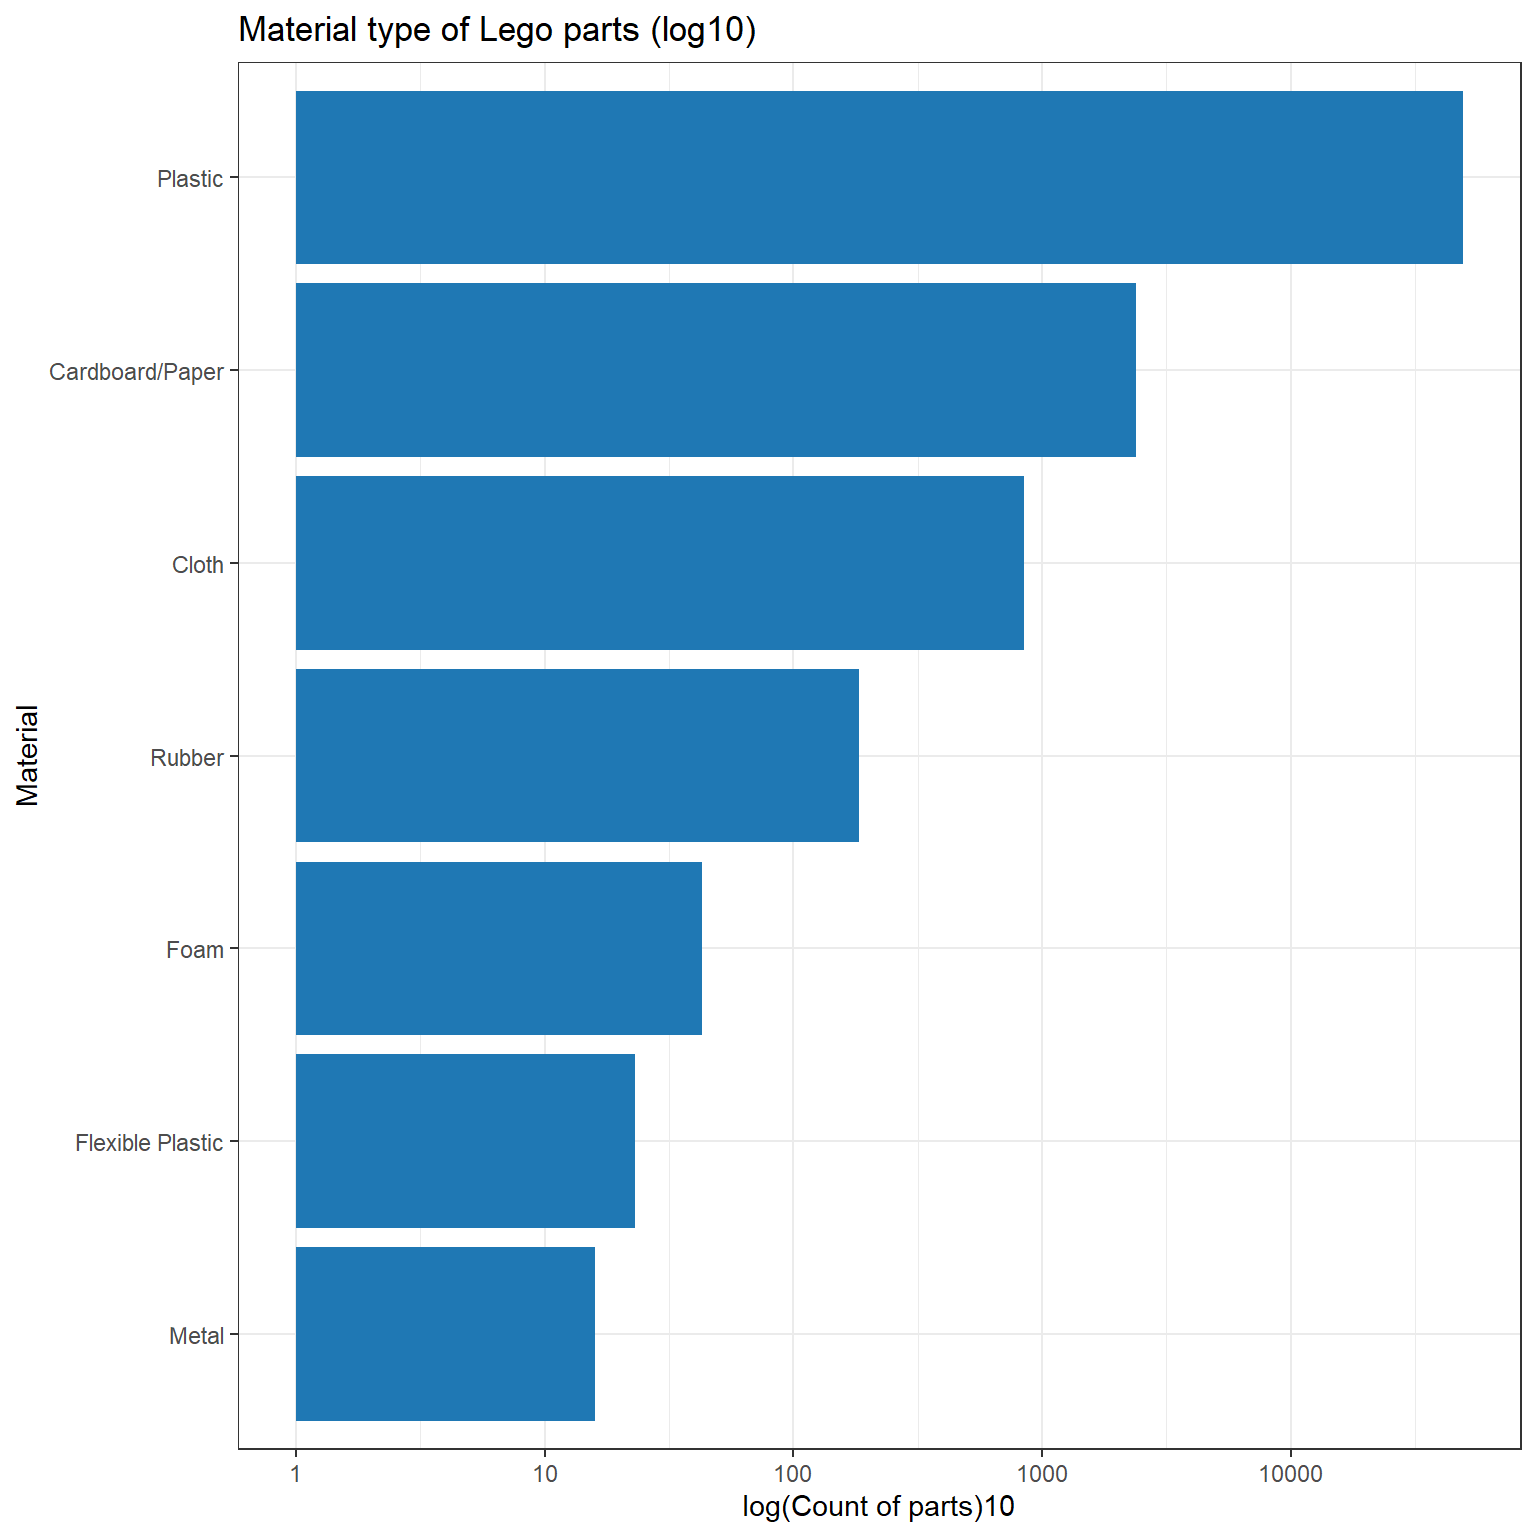 Material type of Lego parts (log10)
Plastic
Cardboard/Paper
Cloth
Rubber
Foam
Flexible Plastic
Metal
Material
1 10 100 1000 10000
log(Count of parts)10